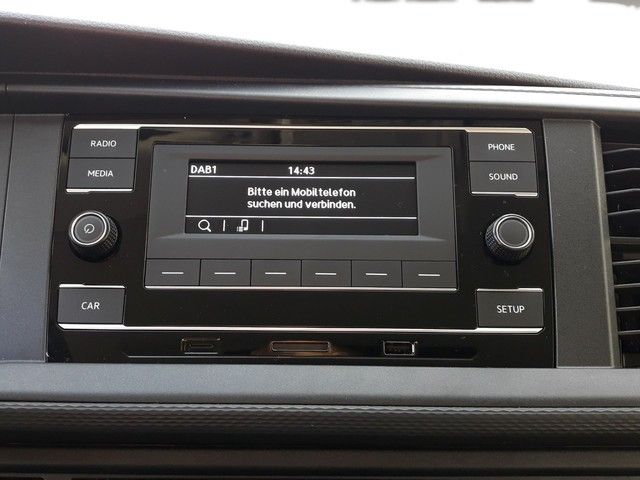 RADIO
MEDIA
PHONE
SOUND
DAB1 14:43
Bitte ein Mobiltelefon
suchen und verbinden.
CAR
SETUP